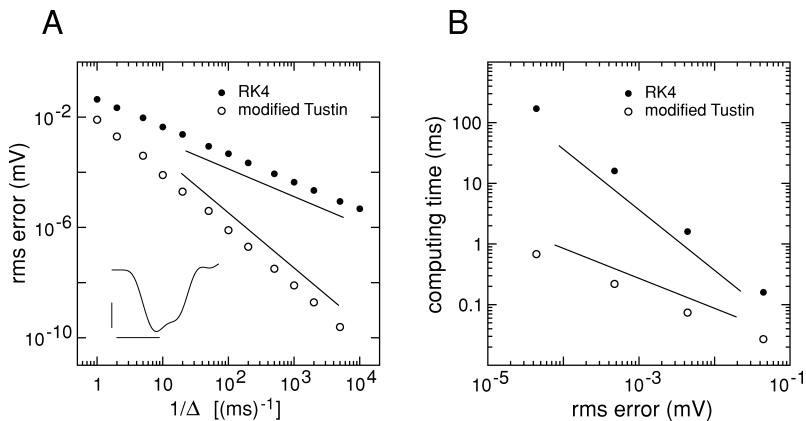 A
B
RK4
modified Tustin
10⁻²
10⁻⁶
10⁻¹⁰
rms error (mV)
1
10
10²
10³
10⁴
1/Δ [(ms)⁻¹]
RK4
modified Tustin
100
10
1
0.1
computing time (ms)
10⁻⁵
10⁻³
10⁻¹
rms error (mV)